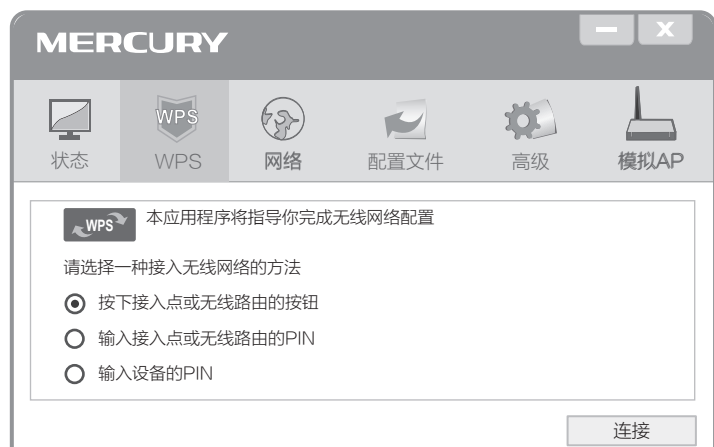 MERCURY
X
WPS
状态 WPS 网络 配置文件 高级 模拟AP
WPS 本应用程序将指导你完成无线网络配置
请选择一种接入无线网络的方法
按下接入点或无线路由的按钮
输入接入点或无线路由的PIN
输入设备的PIN
连接